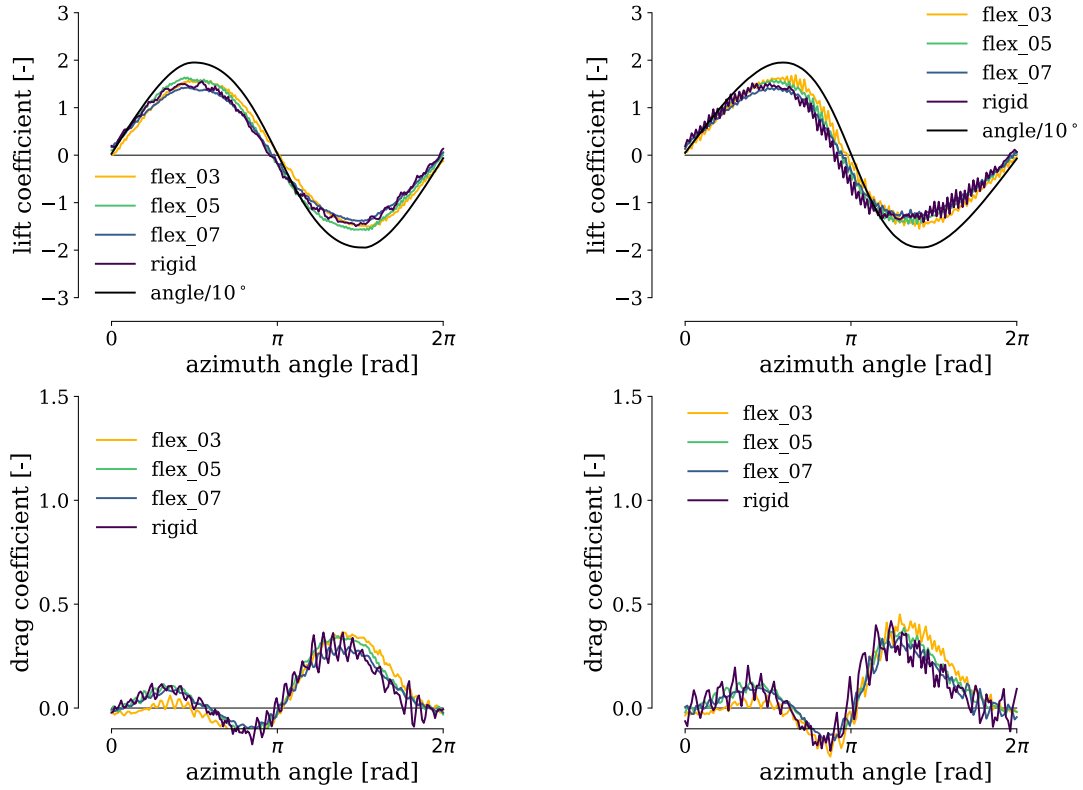 3
2
1
0
−1
−2
−3
lift coefficient [-]
flex_03
flex_05
flex_07
rigid
angle/10°
0
π
2π
azimuth angle [rad]
3
2
1
0
−1
−2
−3
lift coefficient [-]
flex_03
flex_05
flex_07
rigid
angle/10°
0
π
2π
azimuth angle [rad]
1.5
1.0
0.5
0.0
drag coefficient [-]
flex_03
flex_05
flex_07
rigid
0
π
2π
azimuth angle [rad]
1.5
1.0
0.5
0.0
drag coefficient [-]
flex_03
flex_05
flex_07
rigid
0
π
2π
azimuth angle [rad]